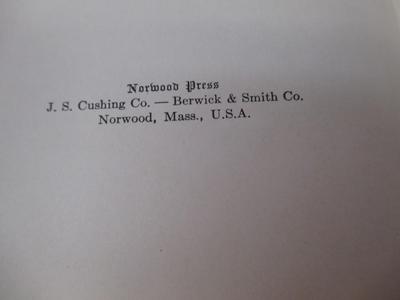 Norwood Press
J. S. Cushing Co. — Berwick & Smith Co.
Norwood, Mass., U.S.A.